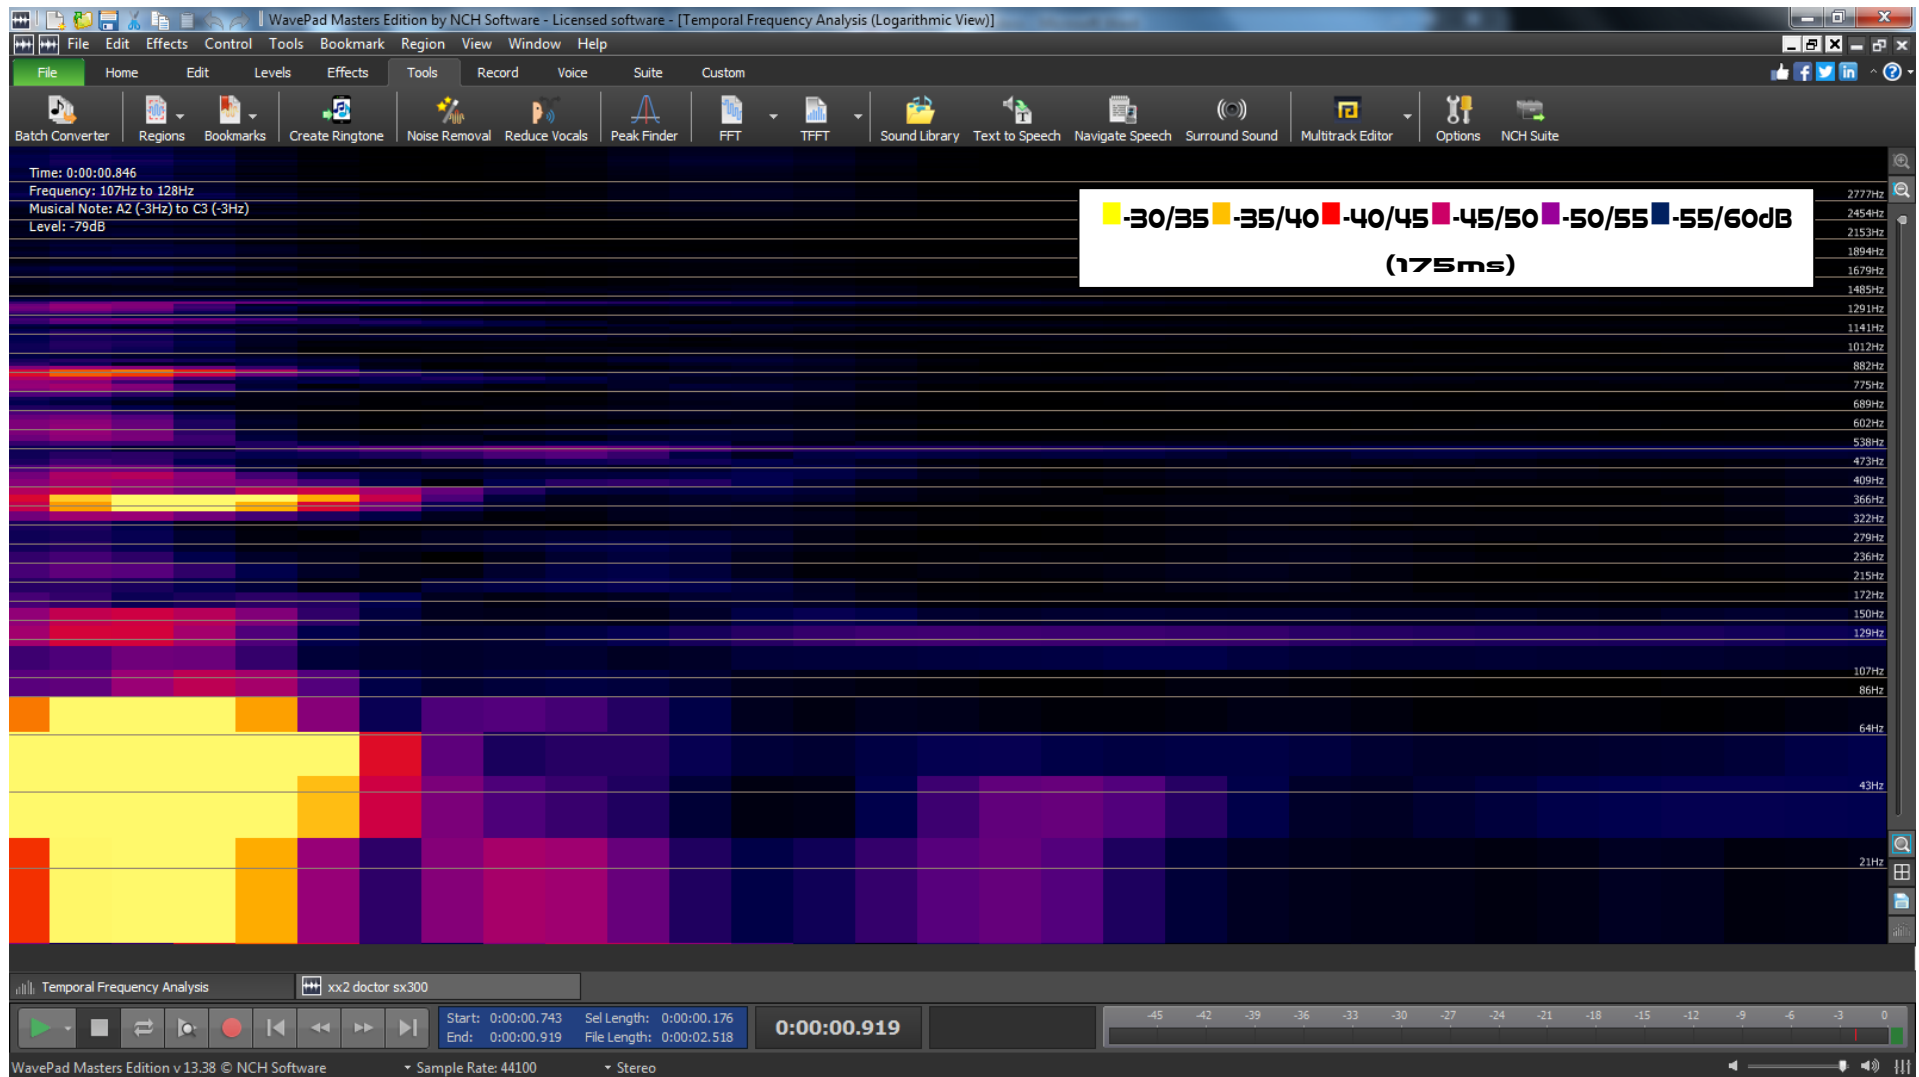 WavePad Masters Edition by NCH Software - Licensed software - [Temporal Frequency Analysis (Logarithmic View)]
File Edit Effects Control Tools Bookmark Region View Window Help
File Home Edit Levels Effects Tools Record Voice Suite Custom
Batch Converter Regions Bookmarks Create Ringtone Noise Removal Reduce Vocals Peak Finder FFT TFFT Sound Library Text to Speech Navigate Speech Surround Sound Multitrack Editor Options NCH Suite
Time: 0:00:00.846
Frequency: 107Hz to 128Hz
Musical Note: A2 (-3Hz) to C3 (-3Hz)
Level: -79dB
-30/35 -35/40 -40/45 -45/50 -50/55 -55/60dB
(175ms)
2777Hz
2454Hz
2153Hz
1894Hz
1679Hz
1485Hz
1291Hz
1141Hz
1012Hz
882Hz
775Hz
689Hz
602Hz
538Hz
473Hz
409Hz
366Hz
322Hz
279Hz
236Hz
215Hz
172Hz
150Hz
129Hz
107Hz
86Hz
64Hz
43Hz
21Hz
Temporal Frequency Analysis xx2 doctor sx300
Start: 0:00:00.743 Sel Length: 0:00:00.176
End: 0:00:00.919 File Length: 0:00:02.518
0:00:00.919
-45 -42 -39 -36 -33 -30 -27 -24 -21 -18 -15 -12 -9 -6 -3 0
WavePad Masters Edition v 13.38 © NCH Software Sample Rate: 44100 Stereo